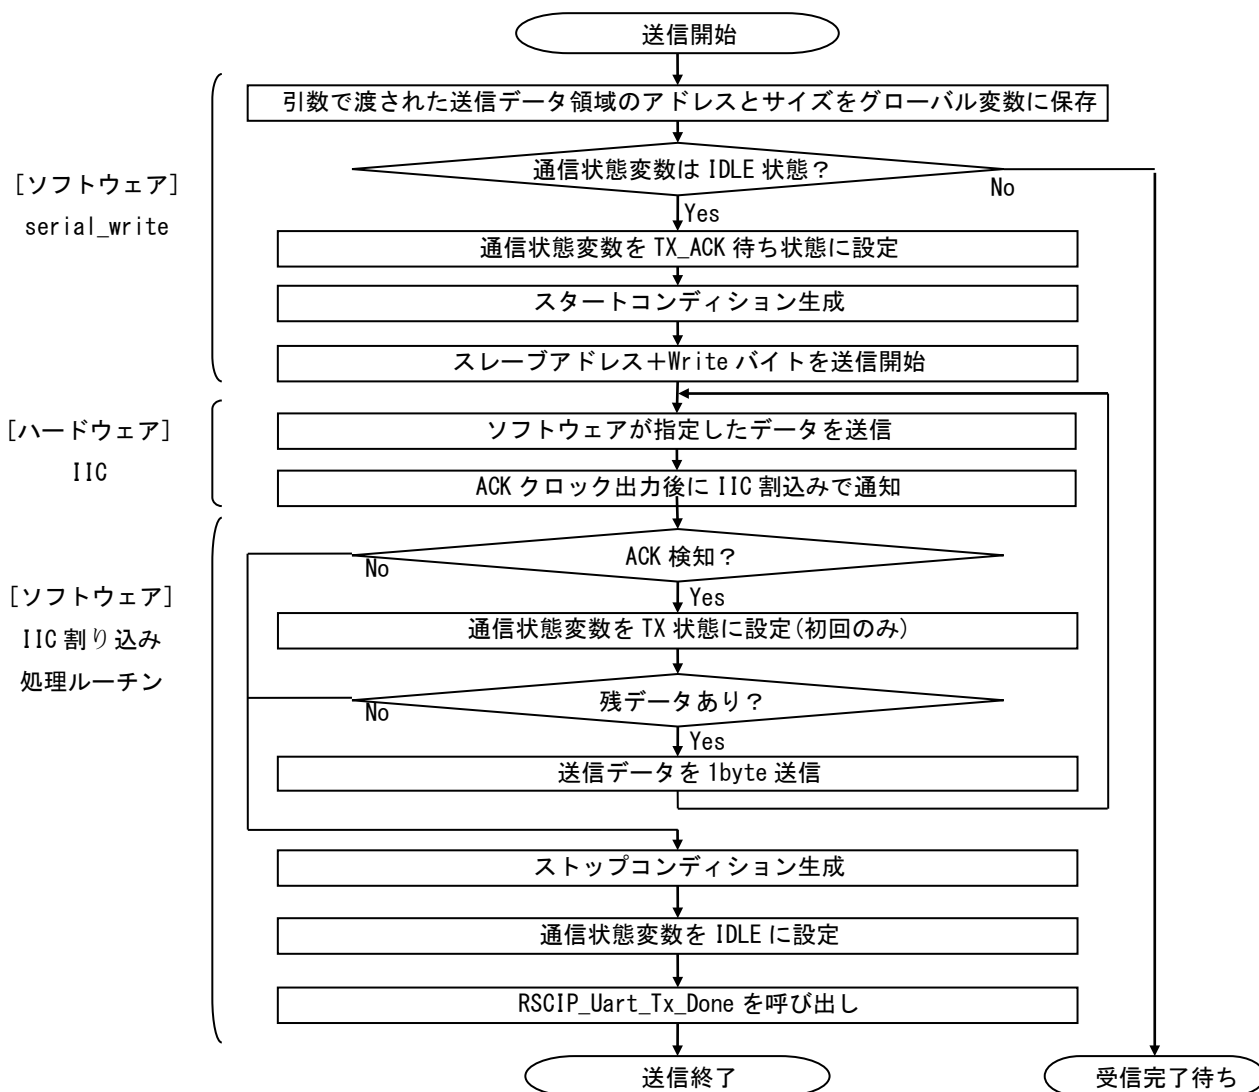 送信開始
引数で渡された送信データ領域のアドレスとサイズをグローバル変数に保存
通信状態変数は IDLE 状態？
No
[ソフトウェア]
serial_write
Yes
通信状態変数を TX_ACK 待ち状態に設定
スタートコンディション生成
スレーブアドレス＋Write バイトを送信開始
[ハードウェア]
IIC
ソフトウェアが指定したデータを送信
ACK クロック出力後に IIC 割込みで通知
ACK 検知？
No
Yes
[ソフトウェア]
IIC 割り込み
処理ルーチン
通信状態変数を TX 状態に設定(初回のみ)
残データあり？
No
Yes
送信データを 1byte 送信
ストップコンディション生成
通信状態変数を IDLE に設定
RSCIP_Uart_Tx_Done を呼び出し
送信終了
受信完了待ち